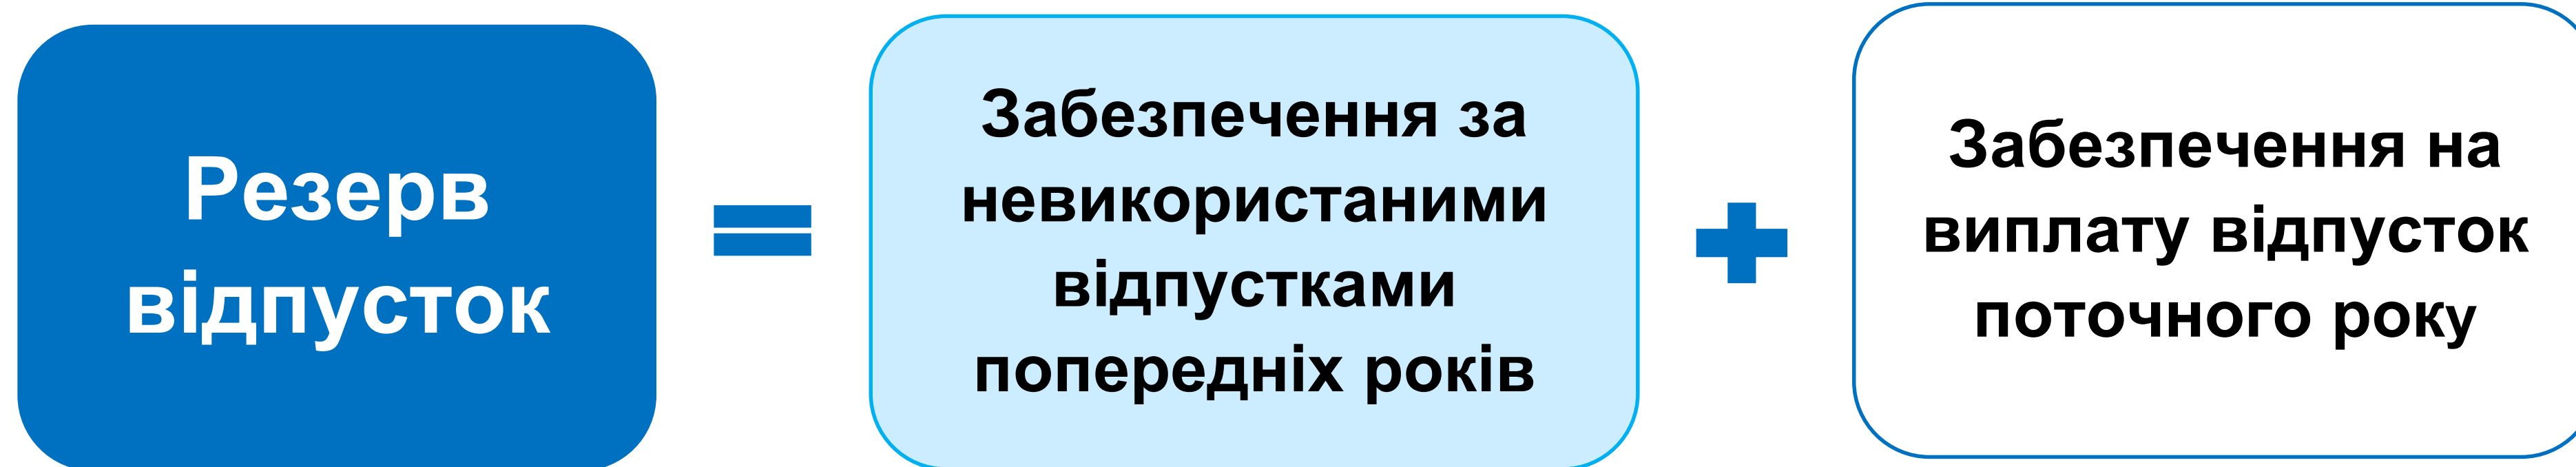 Резерв
відпусток
=
Забезпечення за
невикористаними
відпустками
попередніх років
+
Забезпечення на
виплату відпусток
поточного року